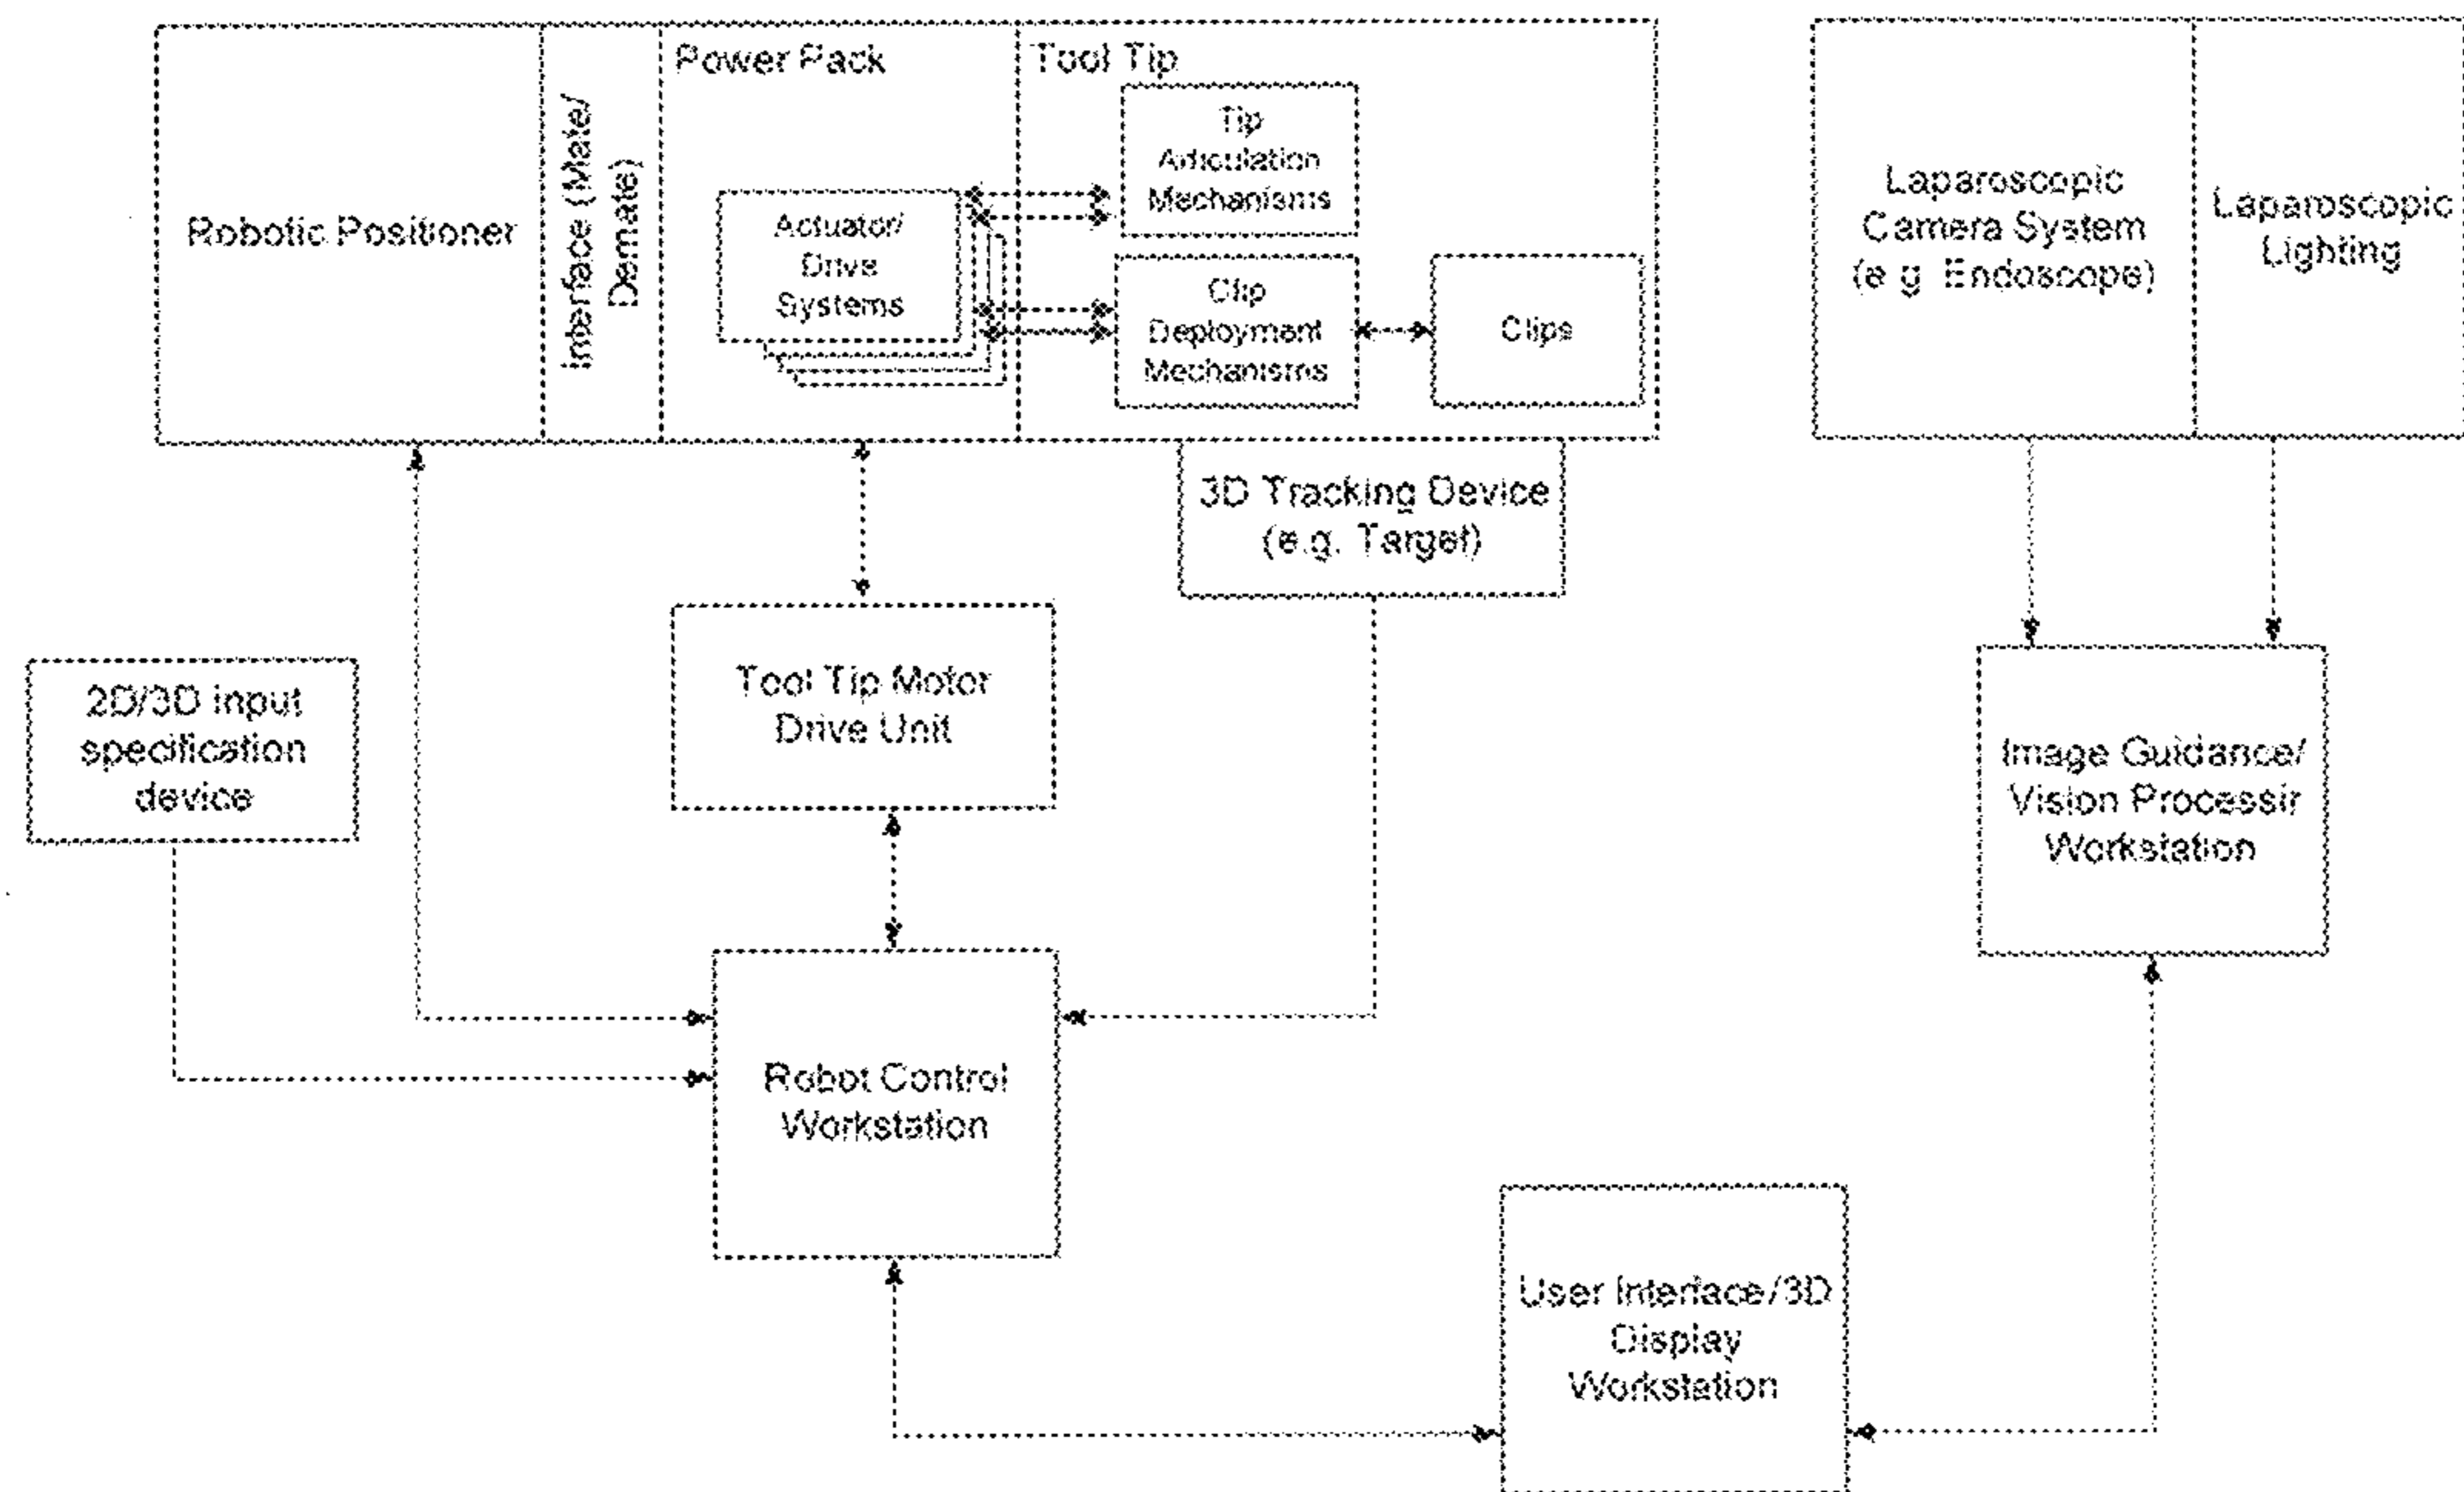 Power Pack
Tool Tip
Robotic Positioner
Interface (Mate/
Demate)
Actuator/
Drive
Systems
Tip
Articulation
Mechanisms
Clip
Deployment
Mechanisms
Clips
Laparoscopic
Camera System
(e.g. Endoscope)
Laparoscopic
Lighting
3D Tracking Device
(e.g. Target)
2D/3D input
specification
device
Tool Tip Motor
Drive Unit
Image Guidance/
Vision Processir
Workstation
Robot Control
Workstation
User Interface/3D
Display
Workstation